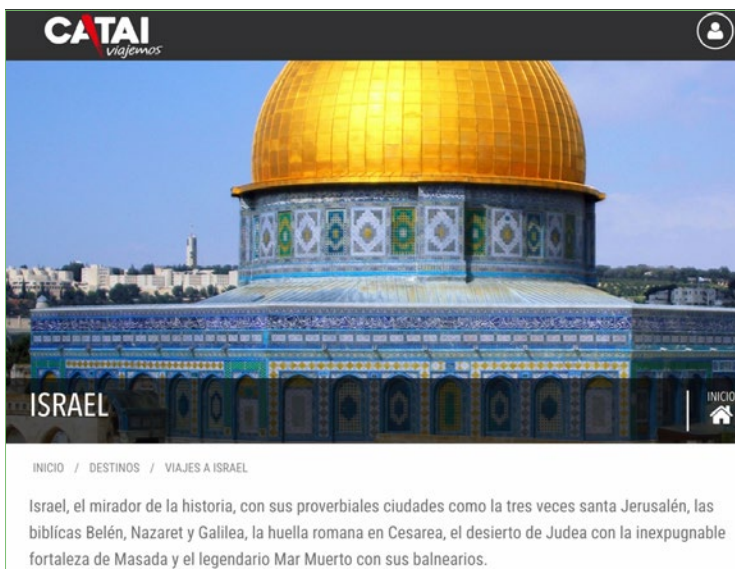 CATAI
viajemos
ISRAEL
INICIO
INICIO / DESTINOS / VIAJES A ISRAEL
Israel, el mirador de la historia, con sus proverbiales ciudades como la tres veces santa Jerusalén, las
biblícas Belén, Nazaret y Galilea, la huella romana en Cesarea, el desierto de Judea con la inexpugnable
fortaleza de Masada y el legendario Mar Muerto con sus balnearios.